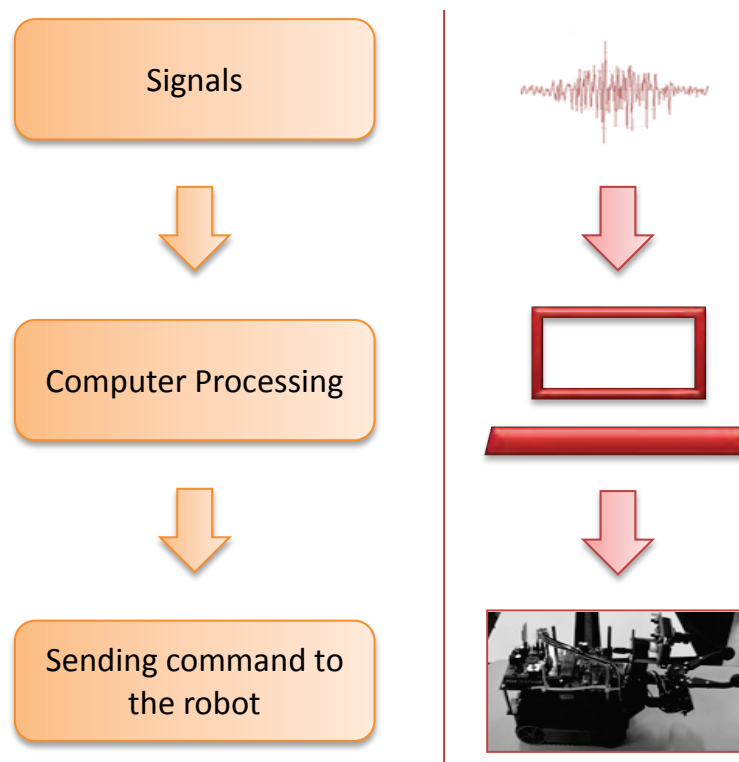 Signals
Computer Processing
Sending command to
the robot